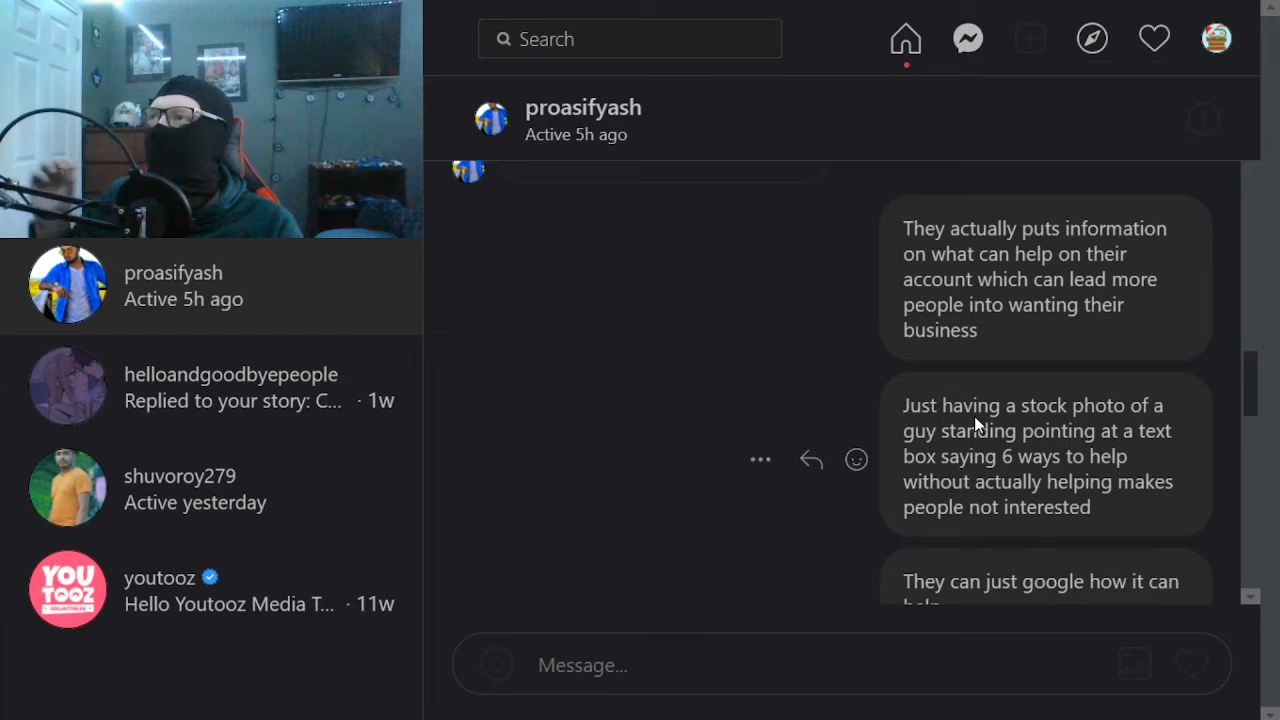 Search
proasifyash
Active 5h ago
They actually puts information
on what can help on their
account which can lead more
people into wanting their
business
Just having a stock photo of a
guy standing pointing at a text
box saying 6 ways to help
without actually helping makes
people not interested
They can just google how it can
help
Message...
proasifyash
Active 5h ago
helloandgoodbyepeople
Replied to your story: C... · 1w
shuvoroy279
Active yesterday
YOU
TOOZ
COLLECTIBLES
youtooz
Hello Youtooz Media T... · 11w